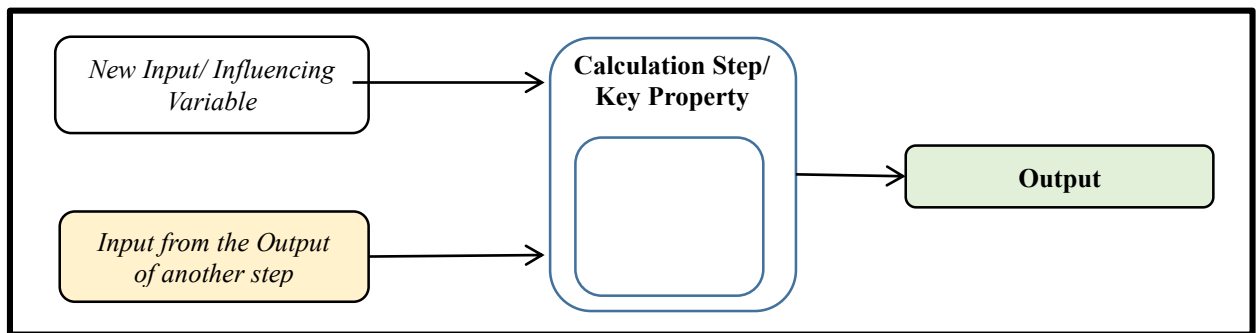 New Input/ Influencing
Variable
Calculation Step/
Key Property
Output
Input from the Output
of another step